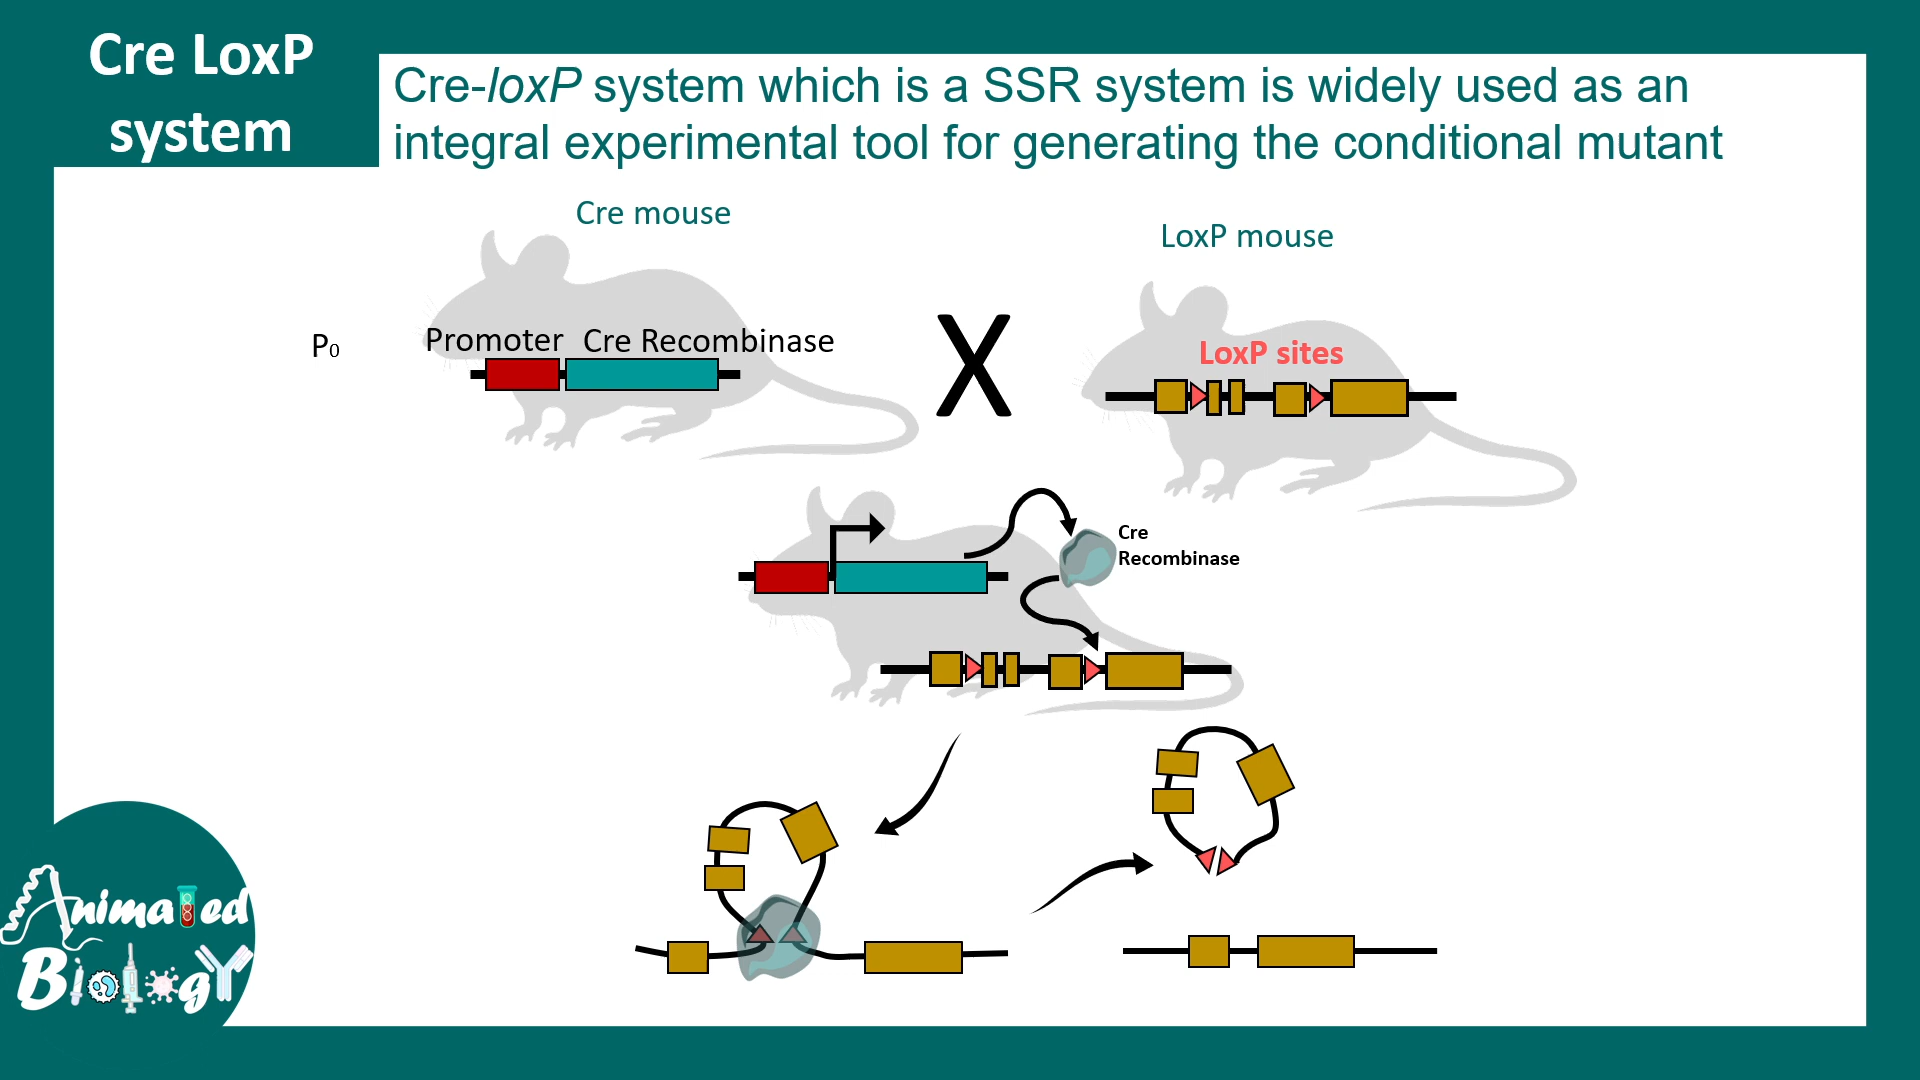 Cre LoxP
system
Cre-loxP system which is a SSR system is widely used as an
integral experimental tool for generating the conditional mutant
Cre mouse
LoxP mouse
P0
Promoter Cre Recombinase
X
LoxP sites
Cre
Recombinase
Animated
Biology